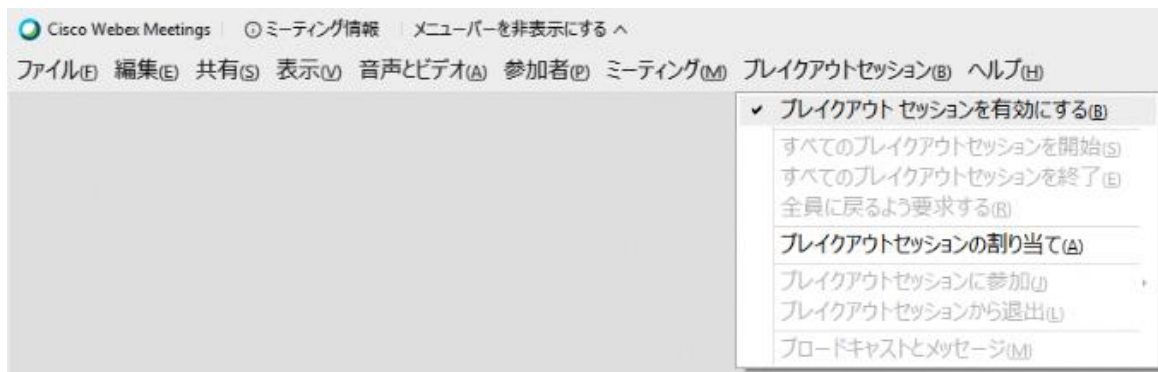 Cisco Webex Meetings ミーティング情報 メニューバーを非表示にする
ファイル(F) 編集(E) 共有(S) 表示(V) 音声とビデオ(A) 参加者(P) ミーティング(M) ブレイクアウトセッション(B) ヘルプ(H)
ブレイクアウト セッションを有効にする(B)
すべてのブレイクアウトセッションを開始(S)
すべてのブレイクアウトセッションを終了(E)
全員に戻るよう要求する(R)
ブレイクアウトセッションの割り当て(A)
ブレイクアウトセッションに参加(J)
ブレイクアウトセッションから退出(L)
ブロードキャストとメッセージ(M)